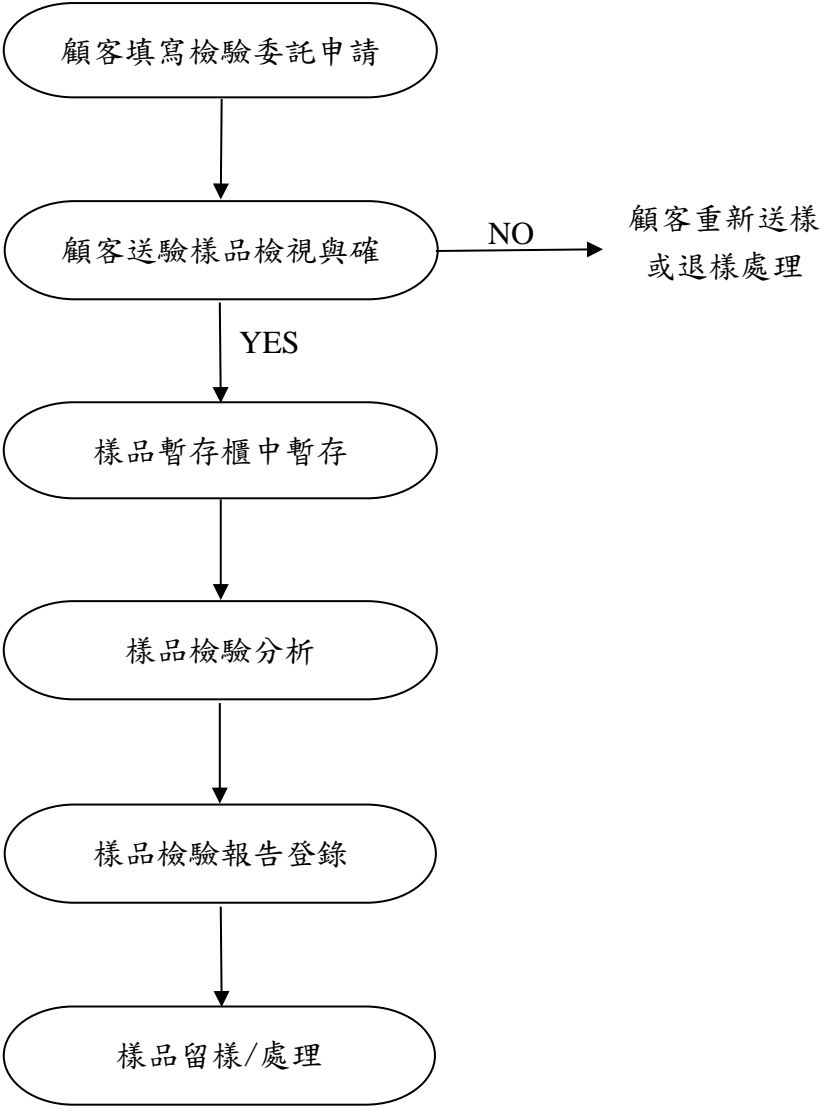 顧客填寫檢驗委託申請
顧客送驗樣品檢視與確
NO
顧客重新送樣
或退樣處理
YES
樣品暫存櫃中暫存
樣品檢驗分析
樣品檢驗報告登錄
樣品留樣/處理